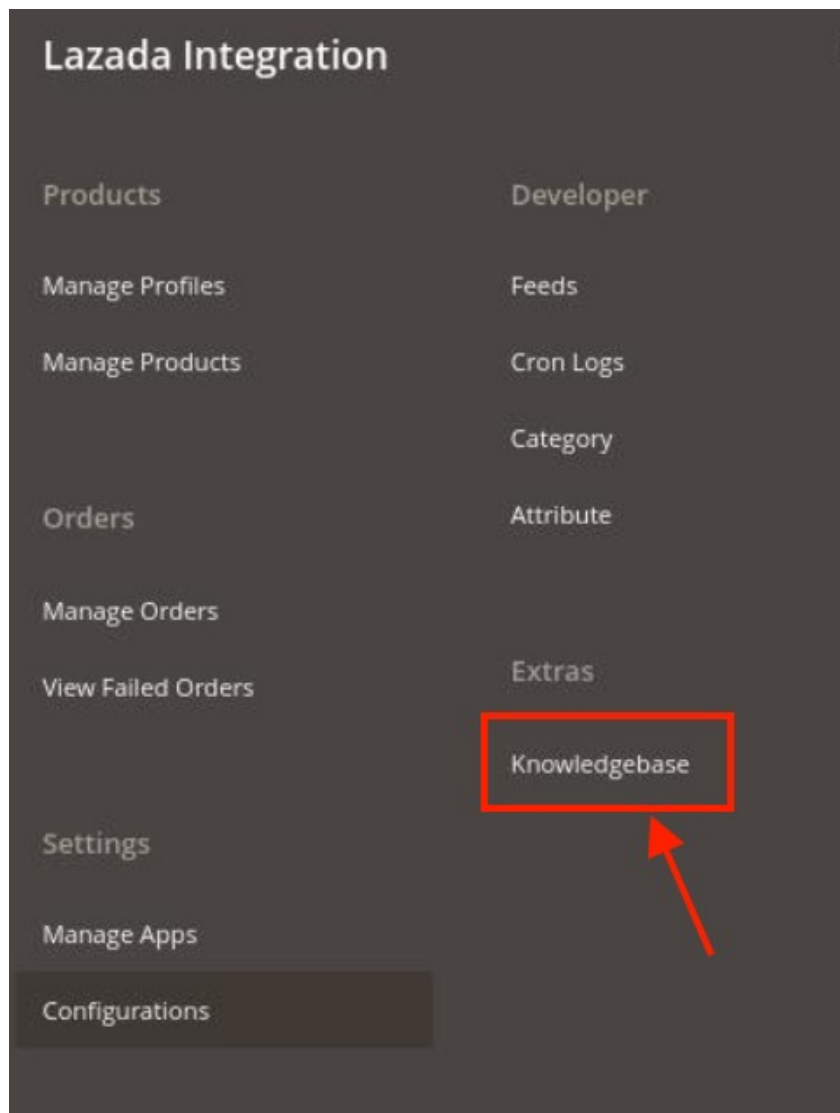 Lazada Integration
Products
Manage Profiles
Manage Products
Orders
Manage Orders
View Failed Orders
Settings
Manage Apps
Configurations
Developer
Feeds
Cron Logs
Category
Attribute
Extras
Knowledgebase